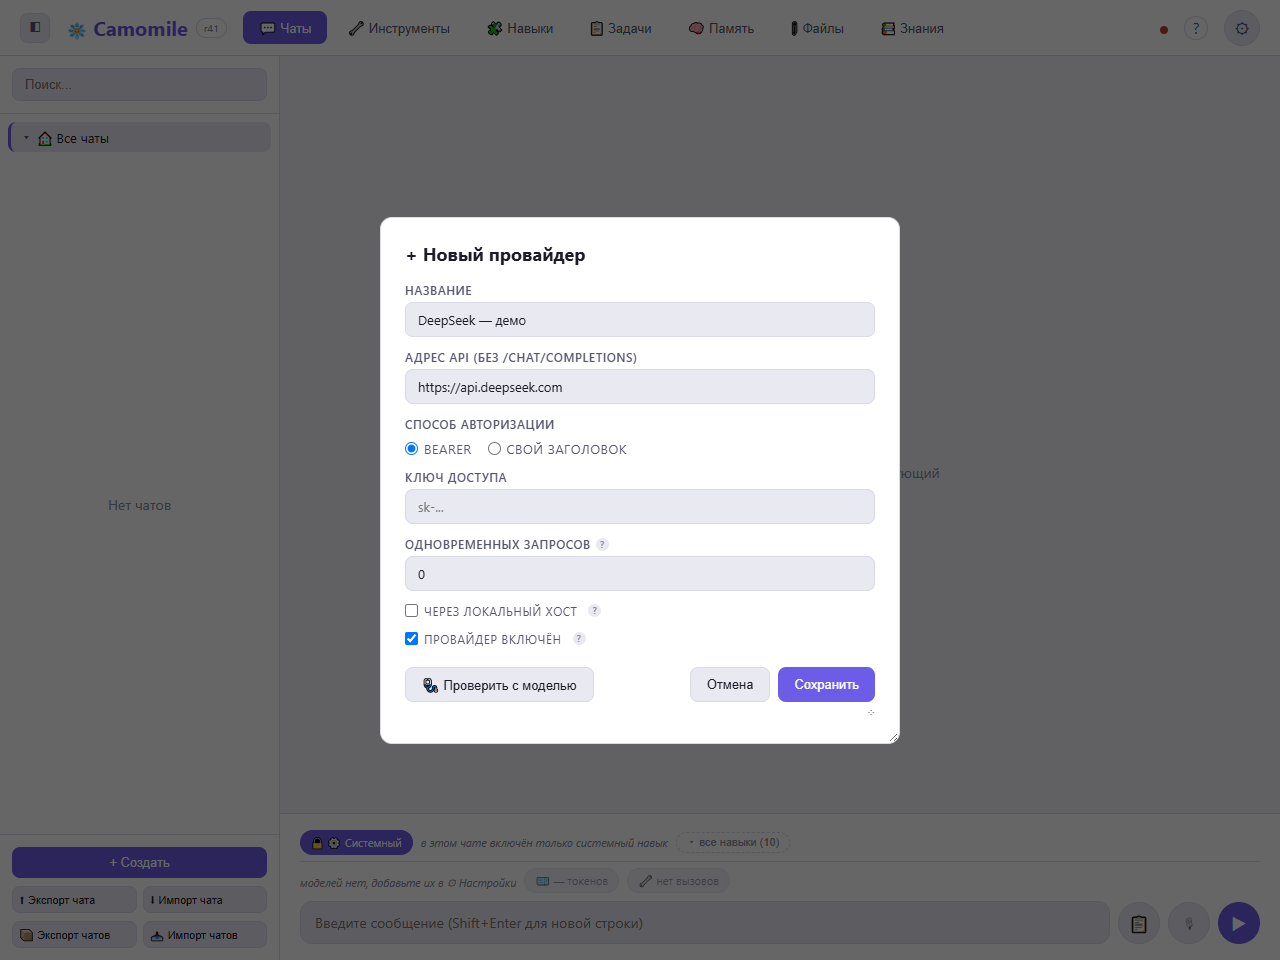 Camomile r41 Чаты Инструменты Навыки Задачи Память Файлы Знания ?
Поиск...
Все чаты
Нет чатов
+ Новый провайдер
НАЗВАНИЕ
DeepSeek — демо
АДРЕС API (БЕЗ /CHAT/COMPLETIONS)
https://api.deepseek.com
СПОСОБ АВТОРИЗАЦИИ
BEARER СВОЙ ЗАГОЛОВОК
КЛЮЧ ДОСТУПА
sk-...
ОДНОВРЕМЕННЫХ ЗАПРОСОВ ?
0
ЧЕРЕЗ ЛОКАЛЬНЫЙ ХОСТ ?
ПРОВАЙДЕР ВКЛЮЧЁН ?
Проверить с моделью Отмена Сохранить
Системный в этом чате включён только системный навык все навыки (10)
моделей нет, добавьте их в ⚙ Настройки — токенов нет вызовов
Введите сообщение (Shift+Enter для новой строки)
+ Создать
Экспорт чата Импорт чата
Экспорт чатов Импорт чатов